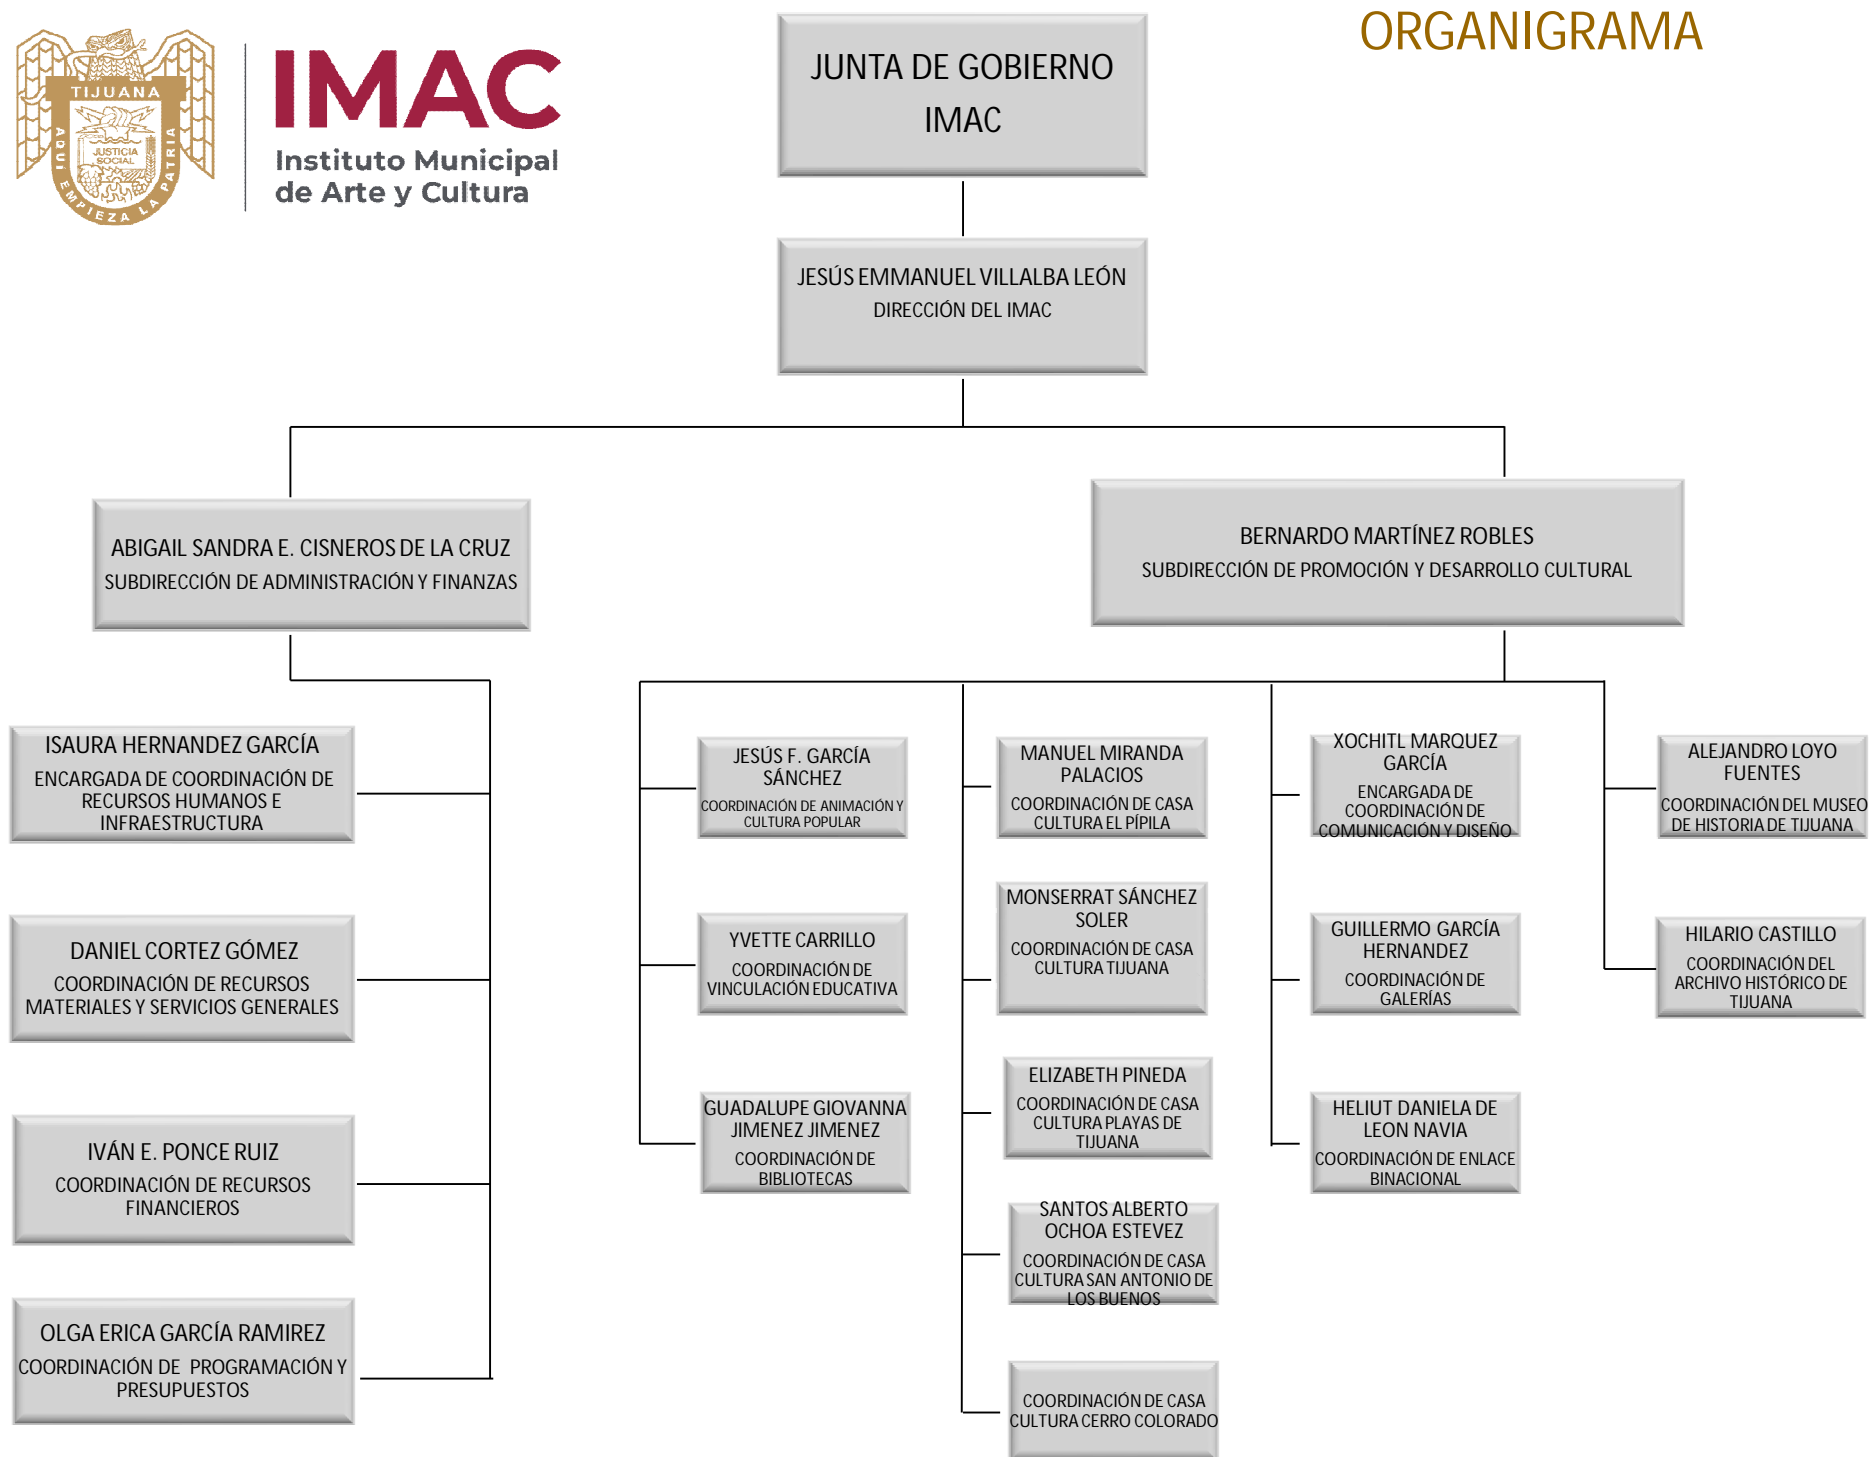 ORGANIGRAMA
TIJUANA
JUSTICIA
SOCIAL
AQUI EMPIEZA LA PATRIA
IMAC
Instituto Municipal
de Arte y Cultura
JUNTA DE GOBIERNO
IMAC
JESÚS EMMANUEL VILLALBA LEÓN
DIRECCIÓN DEL IMAC
ABIGAIL SANDRA E. CISNEROS DE LA CRUZ
SUBDIRECCIÓN DE ADMINISTRACIÓN Y FINANZAS
BERNARDO MARTÍNEZ ROBLES
SUBDIRECCIÓN DE PROMOCIÓN Y DESARROLLO CULTURAL
ISAURA HERNANDEZ GARCÍA
ENCARGADA DE COORDINACIÓN DE
RECURSOS HUMANOS E
INFRAESTRUCTURA
DANIEL CORTEZ GÓMEZ
COORDINACIÓN DE RECURSOS
MATERIALES Y SERVICIOS GENERALES
IVÁN E. PONCE RUIZ
COORDINACIÓN DE RECURSOS
FINANCIEROS
OLGA ERICA GARCÍA RAMIREZ
COORDINACIÓN DE PROGRAMACIÓN Y
PRESUPUESTOS
JESÚS F. GARCÍA
SÁNCHEZ
COORDINACIÓN DE ANIMACIÓN Y
CULTURA POPULAR
YVETTE CARRILLO
COORDINACIÓN DE
VINCULACIÓN EDUCATIVA
GUADALUPE GIOVANNA
JIMENEZ JIMENEZ
COORDINACIÓN DE
BIBLIOTECAS
MANUEL MIRANDA
PALACIOS
COORDINACIÓN DE CASA
CULTURA EL PÍPILA
MONSERRAT SÁNCHEZ
SOLER
COORDINACIÓN DE CASA
CULTURA TIJUANA
ELIZABETH PINEDA
COORDINACIÓN DE CASA
CULTURA PLAYAS DE
TIJUANA
SANTOS ALBERTO
OCHOA ESTEVEZ
COORDINACIÓN DE CASA
CULTURA SAN ANTONIO DE
LOS BUENOS
COORDINACIÓN DE CASA
CULTURA CERRO COLORADO
XOCHITL MARQUEZ
GARCÍA
ENCARGADA DE
COORDINACIÓN DE
COMUNICACIÓN Y DISEÑO
GUILLERMO GARCÍA
HERNANDEZ
COORDINACIÓN DE
GALERÍAS
HELIUT DANIELA DE
LEON NAVIA
COORDINACIÓN DE ENLACE
BINACIONAL
ALEJANDRO LOYO
FUENTES
COORDINACIÓN DEL MUSEO
DE HISTORIA DE TIJUANA
HILARIO CASTILLO
COORDINACIÓN DEL
ARCHIVO HISTÓRICO DE
TIJUANA